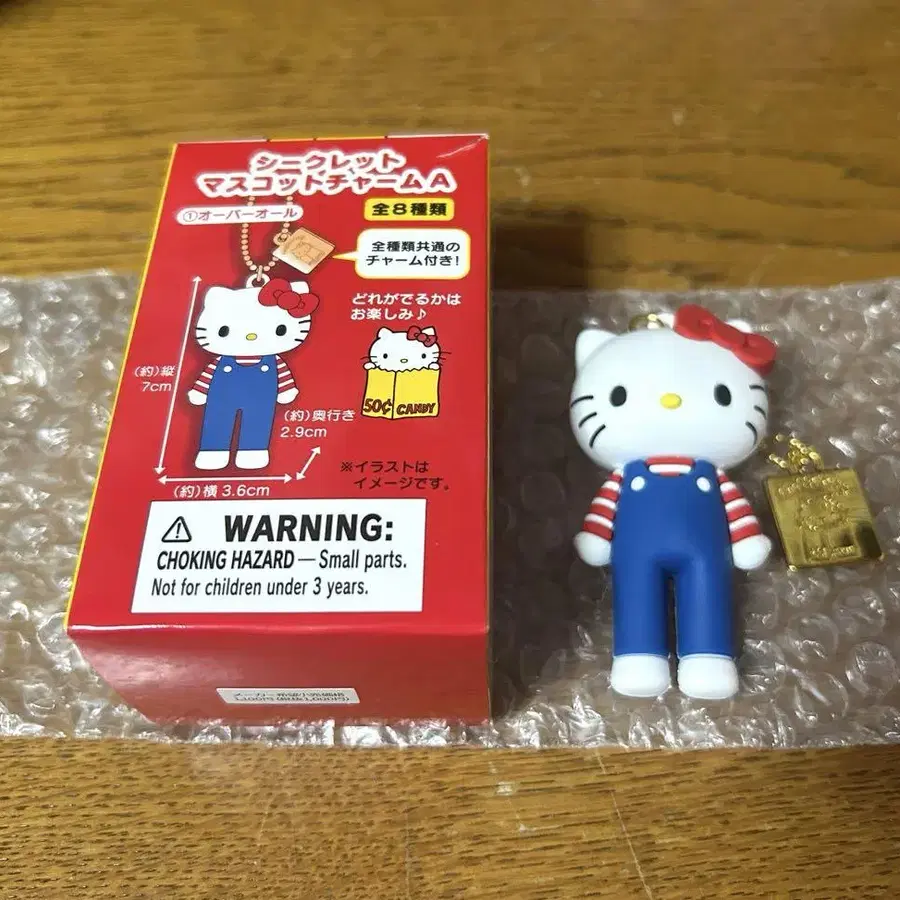 シークレット
マスコットチャームA
①オーバーオール
全8種類
全種類共通の
チャーム付き!
どれがでるかは
お楽しみ♪
50¢ CANDY
(約)縦
7cm
(約)奥行き
2.9cm
(約)横 3.6cm
※イラストは
イメージです。
⚠ WARNING:
CHOKING HAZARD — Small parts.
Not for children under 3 years.